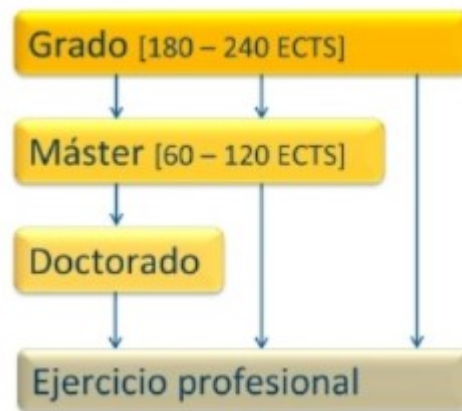 Grado [180 – 240 ECTS]
Máster [60 – 120 ECTS]
Doctorado
Ejercicio profesional